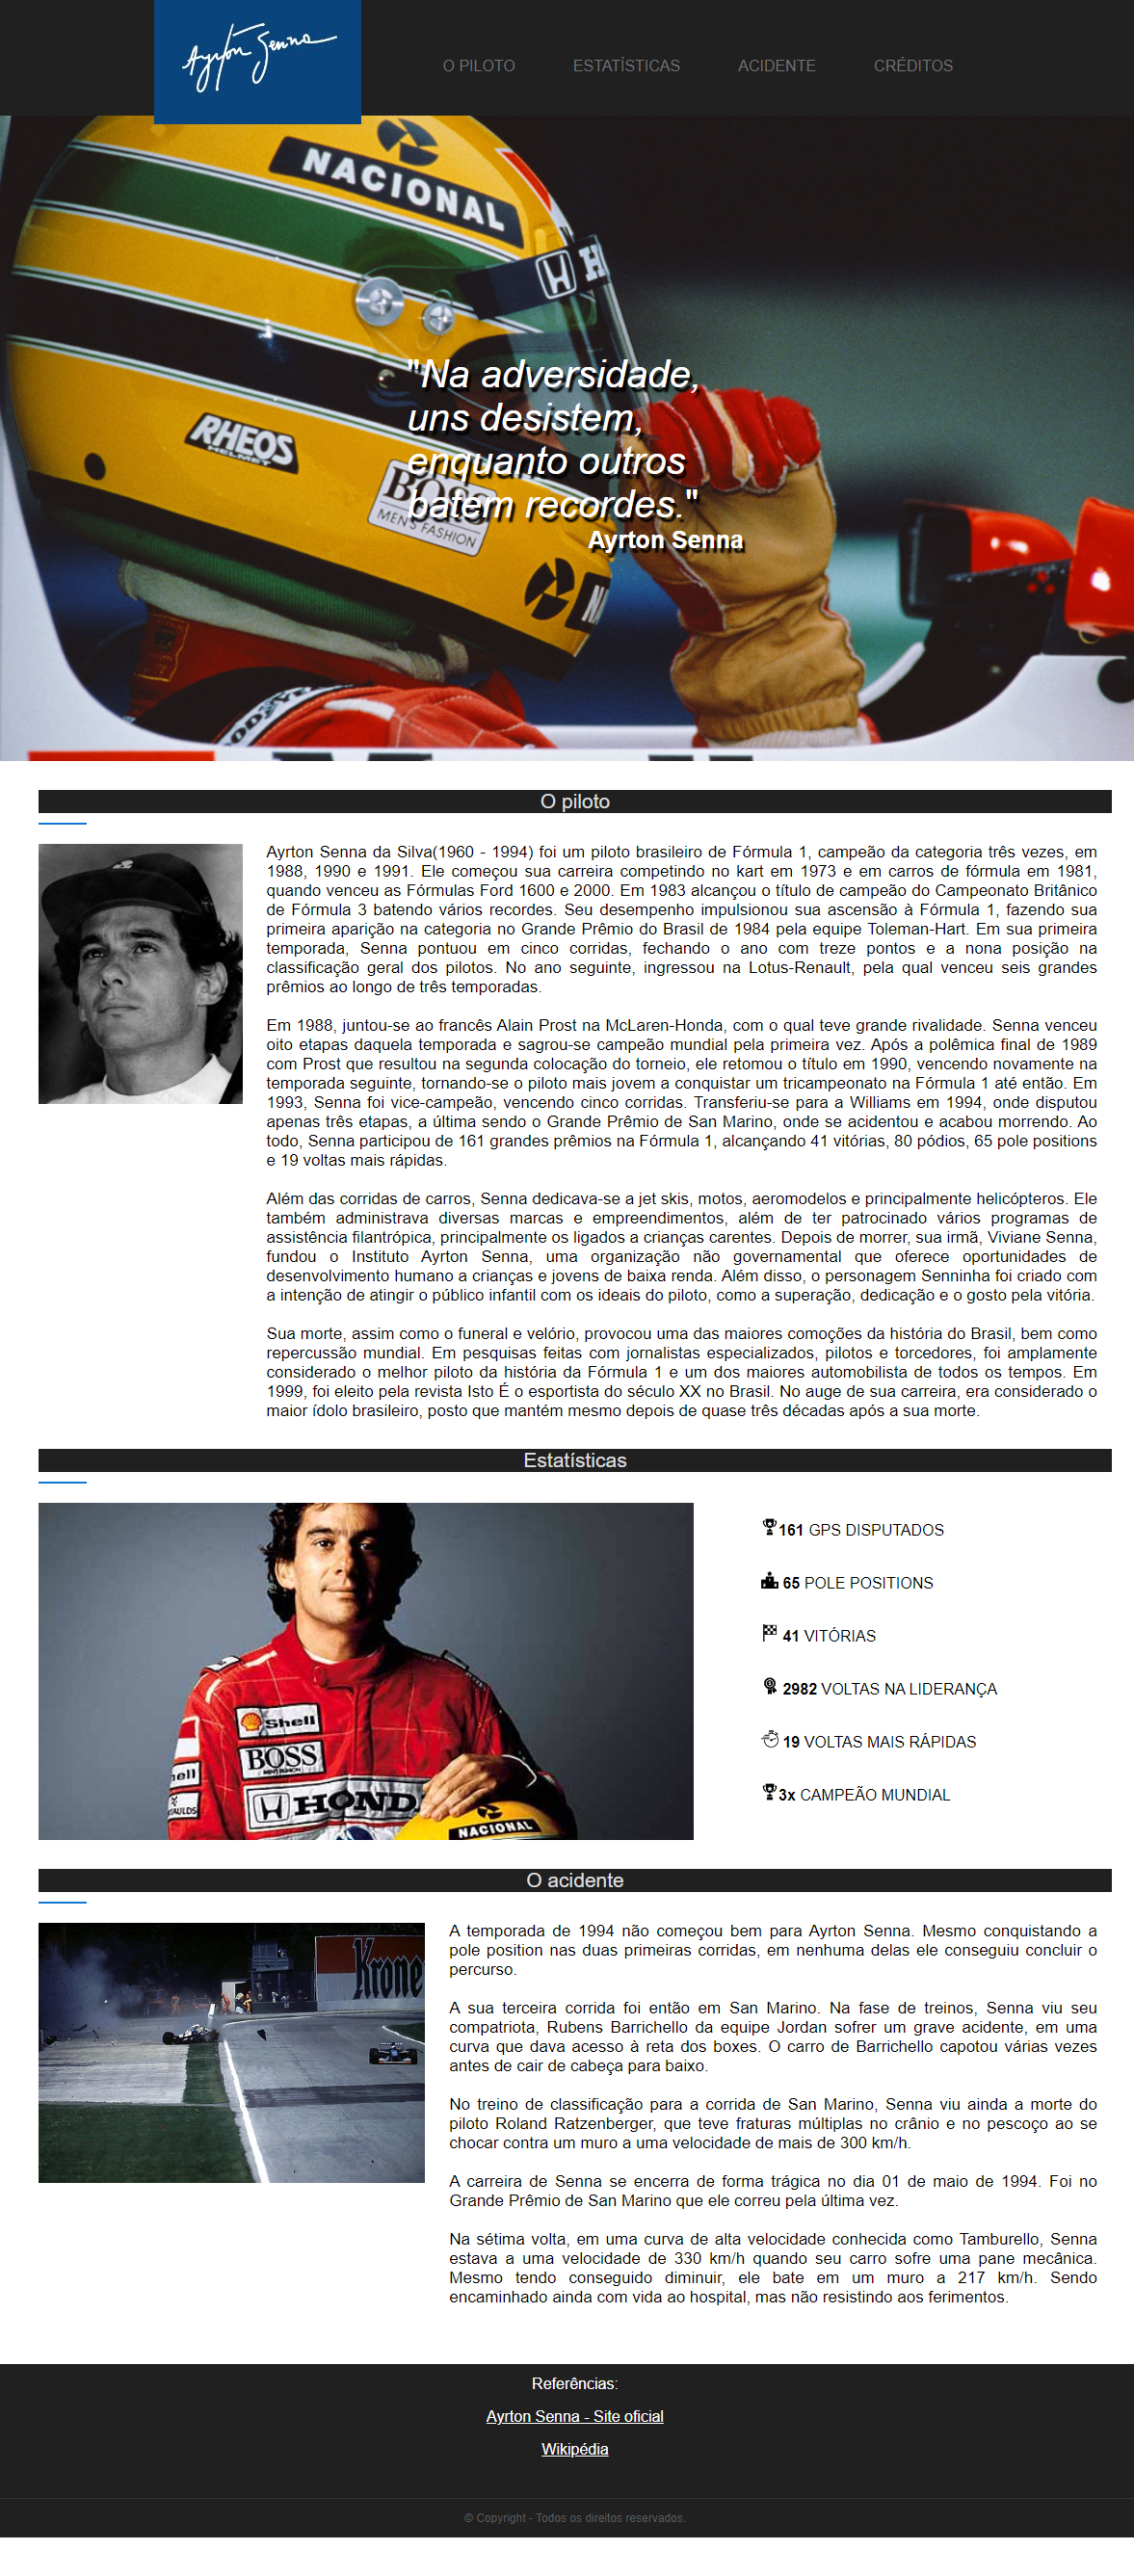 Ayrton Senna
O PILOTO ESTATÍSTICAS ACIDENTE CRÉDITOS
NACIONAL
H
RHEOS
HELMET
BOSS
MEN'S FASHION
NA
"Na adversidade,
uns desistem,
enquanto outros
batem recordes."
Ayrton Senna
O piloto
Ayrton Senna da Silva(1960 - 1994) foi um piloto brasileiro de Fórmula 1, campeão da categoria três vezes, em
1988, 1990 e 1991. Ele começou sua carreira competindo no kart em 1973 e em carros de fórmula em 1981,
quando venceu as Fórmulas Ford 1600 e 2000. Em 1983 alcançou o título de campeão do Campeonato Britânico
de Fórmula 3 batendo vários recordes. Seu desempenho impulsionou sua ascensão à Fórmula 1, fazendo sua
primeira aparição na categoria no Grande Prêmio do Brasil de 1984 pela equipe Toleman-Hart. Em sua primeira
temporada, Senna pontuou em cinco corridas, fechando o ano com treze pontos e a nona posição na
classificação geral dos pilotos. No ano seguinte, ingressou na Lotus-Renault, pela qual venceu seis grandes
prêmios ao longo de três temporadas.
Em 1988, juntou-se ao francês Alain Prost na McLaren-Honda, com o qual teve grande rivalidade. Senna venceu
oito etapas daquela temporada e sagrou-se campeão mundial pela primeira vez. Após a polêmica final de 1989
com Prost que resultou na segunda colocação do torneio, ele retomou o título em 1990, vencendo novamente na
temporada seguinte, tornando-se o piloto mais jovem a conquistar um tricampeonato na Fórmula 1 até então. Em
1993, Senna foi vice-campeão, vencendo cinco corridas. Transferiu-se para a Williams em 1994, onde disputou
apenas três etapas, a última sendo o Grande Prêmio de San Marino, onde se acidentou e acabou morrendo. Ao
todo, Senna participou de 161 grandes prêmios na Fórmula 1, alcançando 41 vitórias, 80 pódios, 65 pole positions
e 19 voltas mais rápidas.
Além das corridas de carros, Senna dedicava-se a jet skis, motos, aeromodelos e principalmente helicópteros. Ele
também administrava diversas marcas e empreendimentos, além de ter patrocinado vários programas de
assistência filantrópica, principalmente os ligados a crianças carentes. Depois de morrer, sua irmã, Viviane Senna,
fundou o Instituto Ayrton Senna, uma organização não governamental que oferece oportunidades de
desenvolvimento humano a crianças e jovens de baixa renda. Além disso, o personagem Senninha foi criado com
a intenção de atingir o público infantil com os ideais do piloto, como a superação, dedicação e o gosto pela vitória.
Sua morte, assim como o funeral e velório, provocou uma das maiores comoções da história do Brasil, bem como
repercussão mundial. Em pesquisas feitas com jornalistas especializados, pilotos e torcedores, foi amplamente
considerado o melhor piloto da história da Fórmula 1 e um dos maiores automobilista de todos os tempos. Em
1999, foi eleito pela revista Isto É o esportista do século XX no Brasil. No auge de sua carreira, era considerado o
maior ídolo brasileiro, posto que mantém mesmo depois de quase três décadas após a sua morte.
Estatísticas
Shell
BOSS
MEN'S FASHION
HONDA
NACIONAL
161 GPS DISPUTADOS
65 POLE POSITIONS
41 VITÓRIAS
2982 VOLTAS NA LIDERANÇA
19 VOLTAS MAIS RÁPIDAS
3x CAMPEÃO MUNDIAL
O acidente
A temporada de 1994 não começou bem para Ayrton Senna. Mesmo conquistando a
pole position nas duas primeiras corridas, em nenhuma delas ele conseguiu concluir o
percurso.
A sua terceira corrida foi então em San Marino. Na fase de treinos, Senna viu seu
compatriota, Rubens Barrichello da equipe Jordan sofrer um grave acidente, em uma
curva que dava acesso à reta dos boxes. O carro de Barrichello capotou várias vezes
antes de cair de cabeça para baixo.
No treino de classificação para a corrida de San Marino, Senna viu ainda a morte do
piloto Roland Ratzenberger, que teve fraturas múltiplas no crânio e no pescoço ao se
chocar contra um muro a uma velocidade de mais de 300 km/h.
A carreira de Senna se encerra de forma trágica no dia 01 de maio de 1994. Foi no
Grande Prêmio de San Marino que ele correu pela última vez.
Na sétima volta, em uma curva de alta velocidade conhecida como Tamburello, Senna
estava a uma velocidade de 330 km/h quando seu carro sofre uma pane mecânica.
Mesmo tendo conseguido diminuir, ele bate em um muro a 217 km/h. Sendo
encaminhado ainda com vida ao hospital, mas não resistindo aos ferimentos.
Referências:
Ayrton Senna - Site oficial
Wikipédia
© Copyright - Todos os direitos reservados.